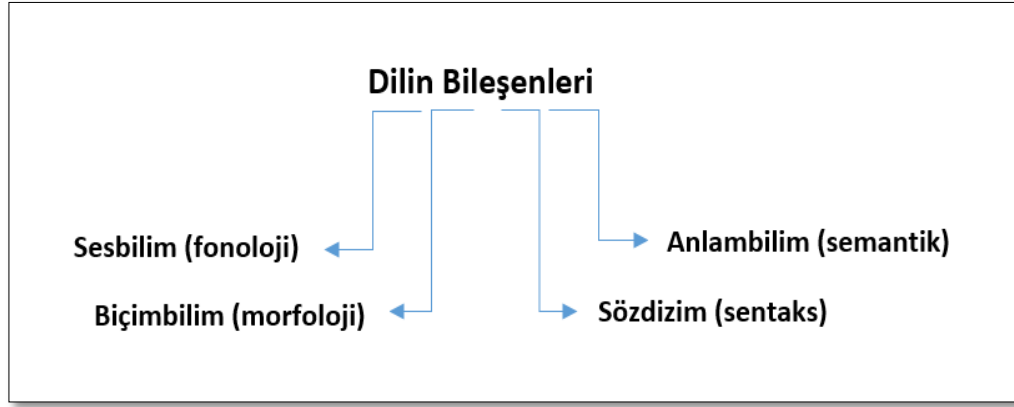 Dilin Bileşenleri
Sesbilim (fonoloji)
Anlambilim (semantik)
Biçimbilim (morfoloji)
Sözdizim (sentaks)